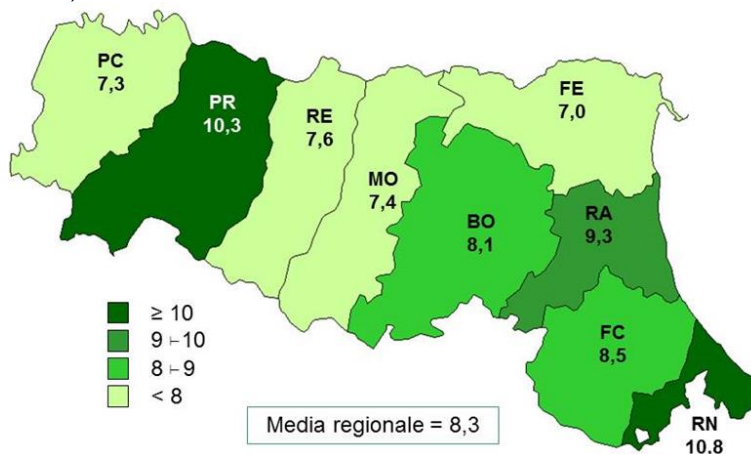 PC
7,3
PR
10,3
RE
7,6
MO
7,4
FE
7,0
BO
8,1
RA
9,3
FC
8,5
RN
10,8
≥ 10
9 ⊢10
8 ⊢9
< 8
Media regionale = 8,3